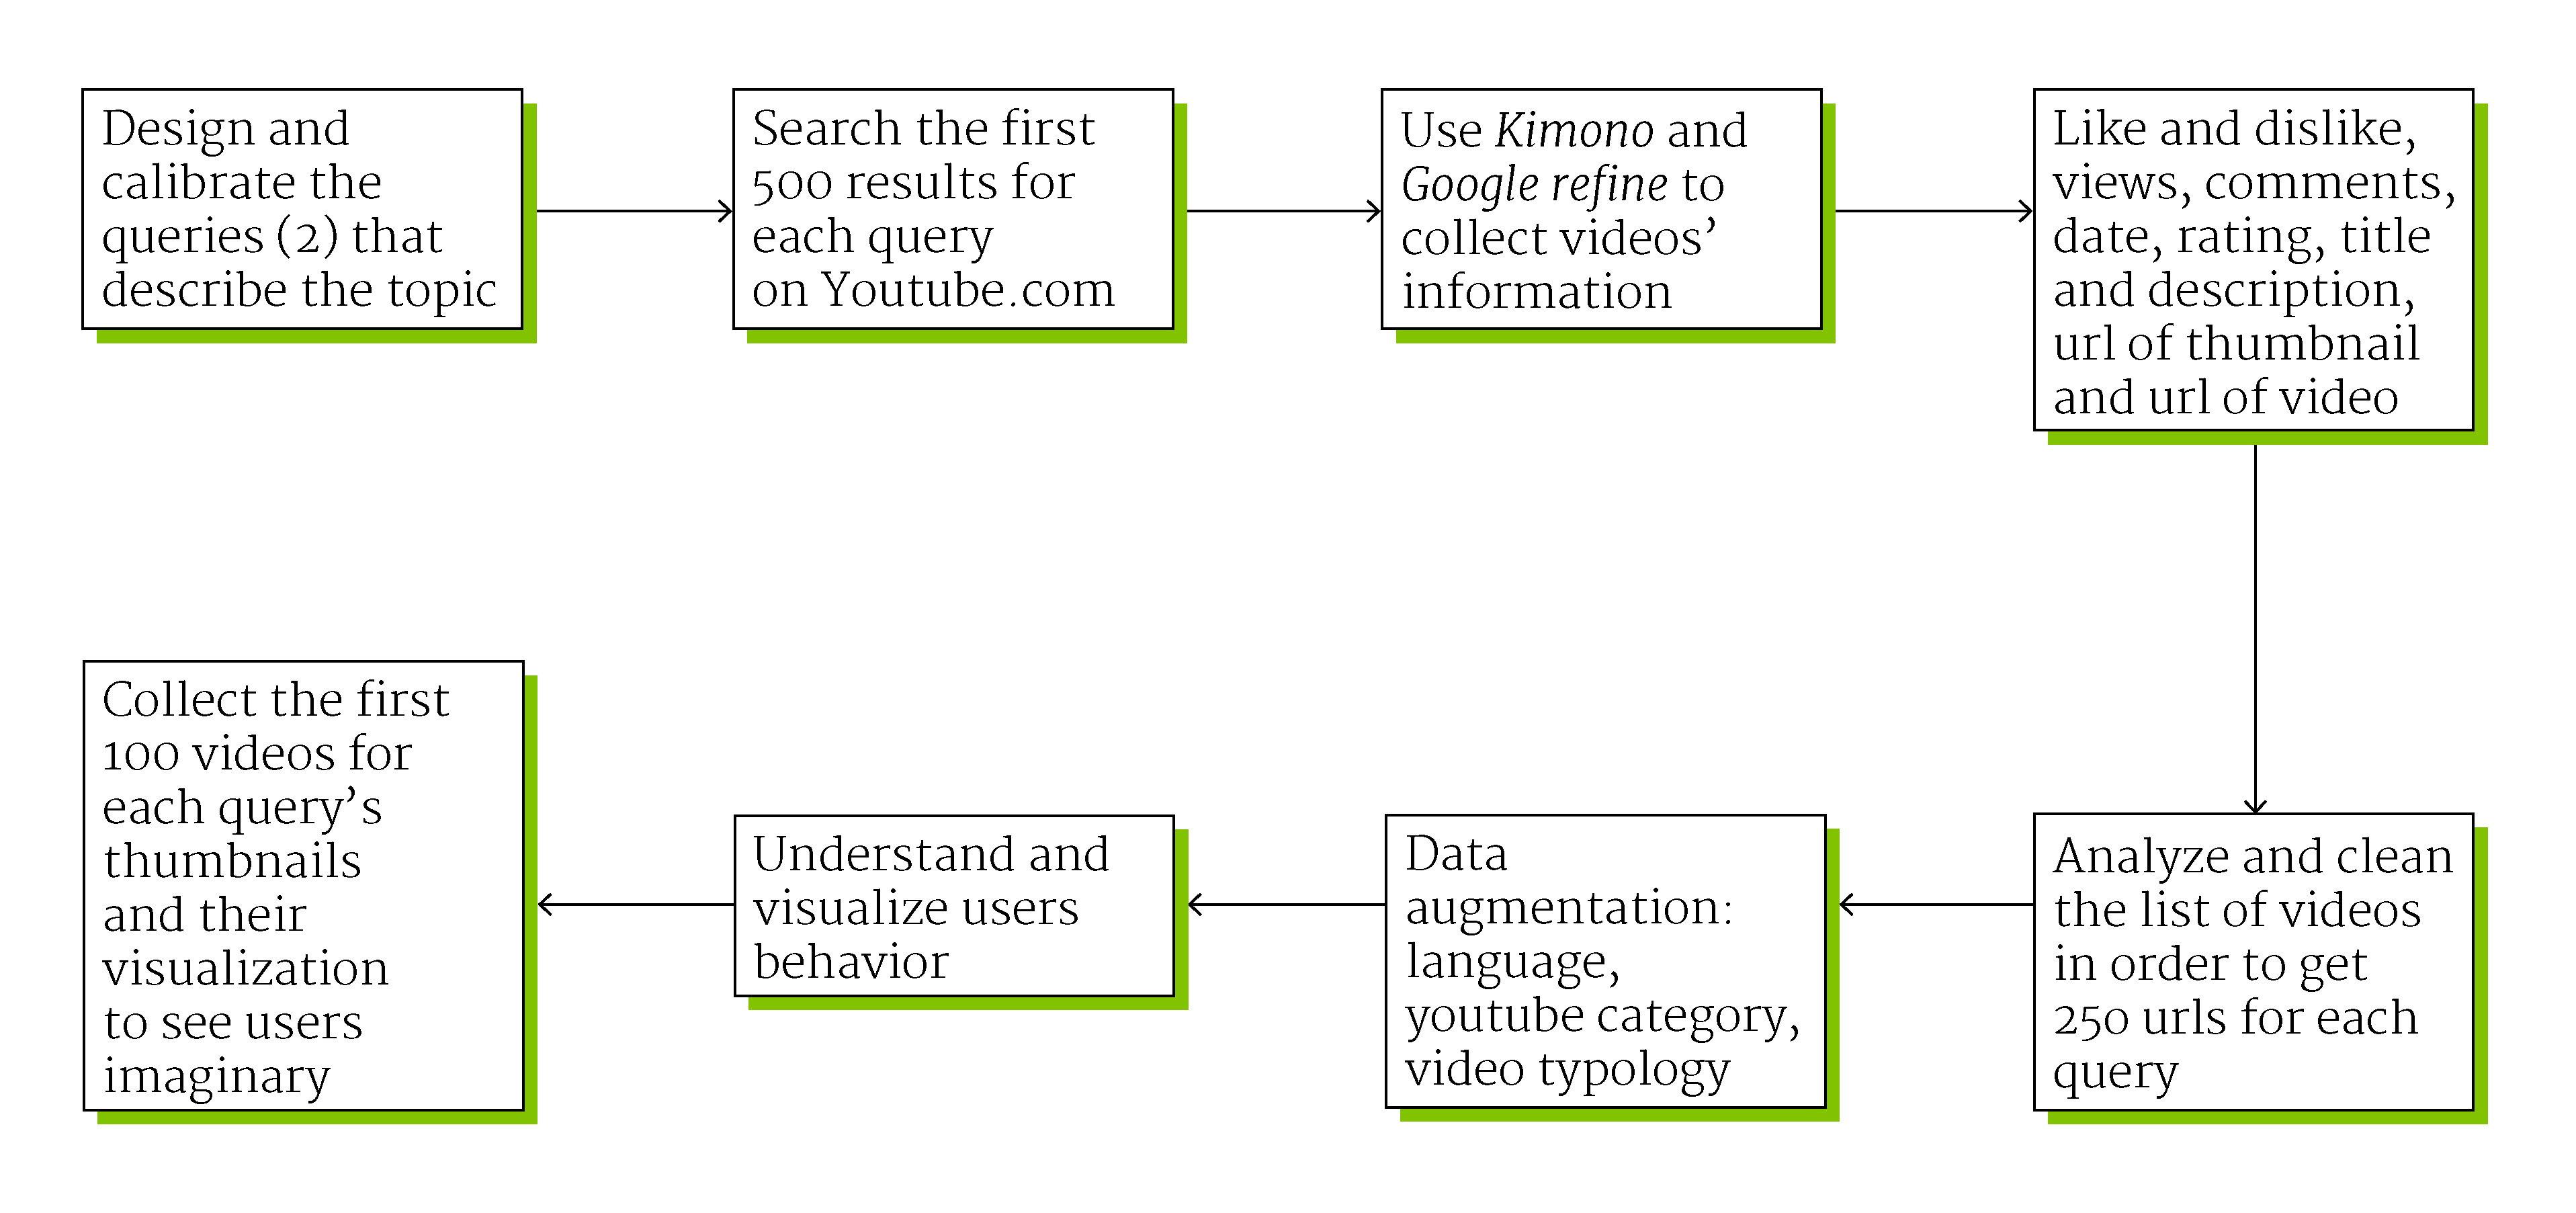 Design and
calibrate the
queries (2) that
describe the topic
Search the first
500 results for
each query
on Youtube.com
Use Kimono and
Google refine to
collect videos’
information
Like and dislike,
views, comments,
date, rating, title
and description,
url of thumbnail
and url of video
Analyze and clean
the list of videos
in order to get
250 urls for each
query
Data
augmentation:
language,
youtube category,
video typology
Understand and
visualize users
behavior
Collect the first
100 videos for
each query’s
thumbnails
and their
visualization
to see users
imaginary